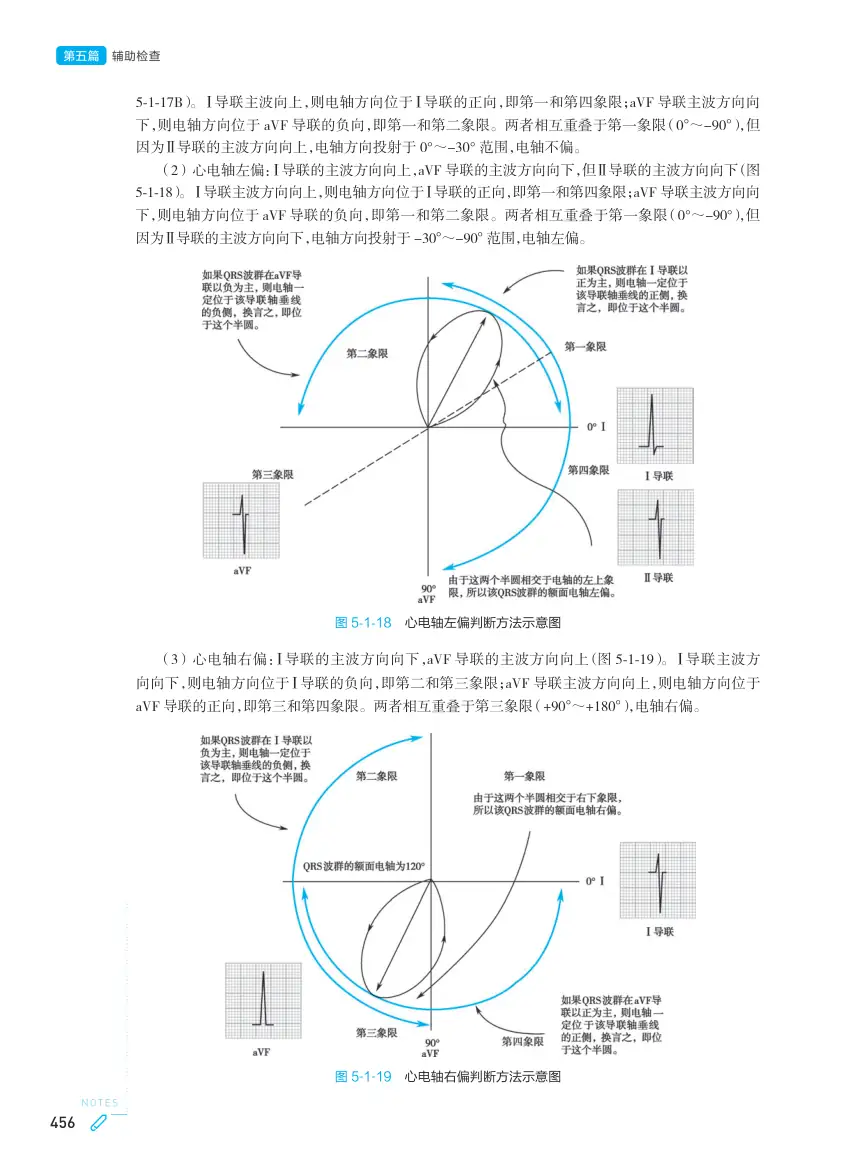 第五篇 辅助检查
5-1-17B)。Ⅰ导联主波向上,则电轴方向位于Ⅰ导联的正向,即第一和第四象限;aVF 导联主波方向向
下,则电轴方向位于 aVF 导联的负向,即第一和第二象限。两者相互重叠于第一象限(0°～-90°),但
因为Ⅱ导联的主波方向向上,电轴方向投射于 0°～-30° 范围,电轴不偏。
(2)心电轴左偏:Ⅰ导联的主波方向向上,aVF 导联的主波方向向下,但Ⅱ导联的主波方向向下(图
5-1-18)。Ⅰ导联主波方向向上,则电轴方向位于Ⅰ导联的正向,即第一和第四象限;aVF 导联主波方向向
下,则电轴方向位于 aVF 导联的负向,即第一和第二象限。两者相互重叠于第一象限(0°～-90°),但
因为Ⅱ导联的主波方向向下,电轴方向投射于 -30°～-90° 范围,电轴左偏。
如果QRS波群在aVF导
联以负为主，则电轴一
定位于该导联轴垂线
的负侧，换言之，即位
于这个半圆。
如果QRS波群在Ⅰ导联以
正为主，则电轴一定位于
该导联轴垂线的正侧，换
言之，即位于这个半圆。
第二象限
第一象限
0° Ⅰ
第三象限
第四象限
Ⅰ导联
aVF
90°
aVF
由于这两个半圆相交于电轴的左上象
限，所以该QRS波群的额面电轴左偏。
Ⅱ导联
图 5-1-18 心电轴左偏判断方法示意图
(3)心电轴右偏:Ⅰ导联的主波方向向下,aVF 导联的主波方向向上(图 5-1-19)。Ⅰ导联主波方
向向下,则电轴方向位于Ⅰ导联的负向,即第二和第三象限;aVF 导联主波方向向上,则电轴方向位于
aVF 导联的正向,即第三和第四象限。两者相互重叠于第三象限(+90°～+180°),电轴右偏。
如果QRS波群在Ⅰ导联以
负为主，则电轴一定位于
该导联轴垂线的负侧，换
言之，即位于这个半圆。
第二象限
第一象限
由于这两个半圆相交于右下象限，
所以该QRS波群的额面电轴右偏。
QRS波群的额面电轴为120°
0° Ⅰ
Ⅰ导联
如果QRS波群在aVF导
联以正为主，则电轴一
定位于该导联轴垂线
的正侧，换言之，即位
于这个半圆。
第三象限
第四象限
90°
aVF
aVF
图 5-1-19 心电轴右偏判断方法示意图
NOTES
456